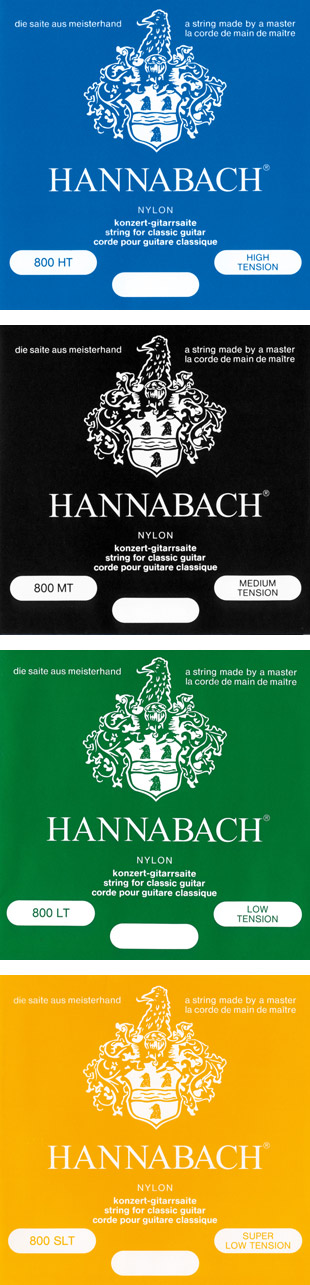 die saite aus meisterhand
a string made by a master
la corde de main de maître
HANNABACH®
NYLON
konzert-gitarrsaite
string for classic guitar
corde pour guitare classique
800 HT
HIGH
TENSION
die saite aus meisterhand
a string made by a master
la corde de main de maître
HANNABACH®
NYLON
konzert-gitarrsaite
string for classic guitar
corde pour guitare classique
800 MT
MEDIUM
TENSION
die saite aus meisterhand
a string made by a master
la corde de main de maître
HANNABACH®
NYLON
konzert-gitarrsaite
string for classic guitar
corde pour guitare classique
800 LT
LOW
TENSION
die saite aus meisterhand
a string made by a master
la corde de main de maître
HANNABACH®
NYLON
konzert-gitarrsaite
string for classic guitar
corde pour guitare classique
800 SLT
SUPER
LOW TENSION